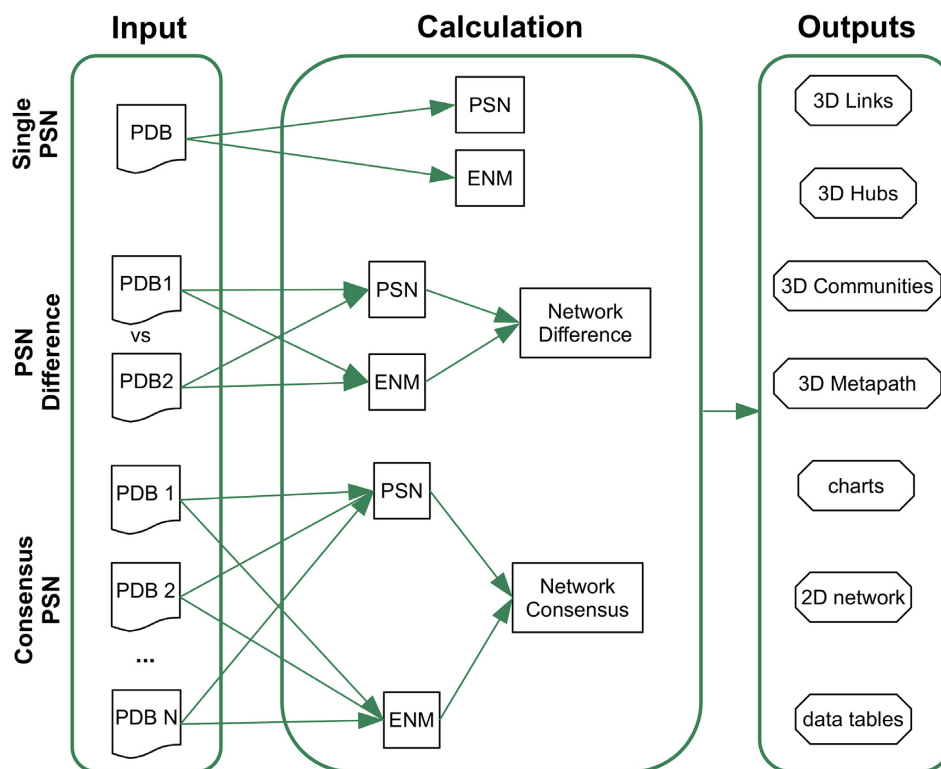 Input
Calculation
Outputs
Single
PSN
PDB
PSN
ENM
PSN
Difference
PDB1
vs
PDB2
PSN
ENM
Network
Difference
Consensus
PSN
PDB 1
PDB 2
...
PDB N
PSN
ENM
Network
Consensus
3D Links
3D Hubs
3D Communities
3D Metapath
charts
2D network
data tables